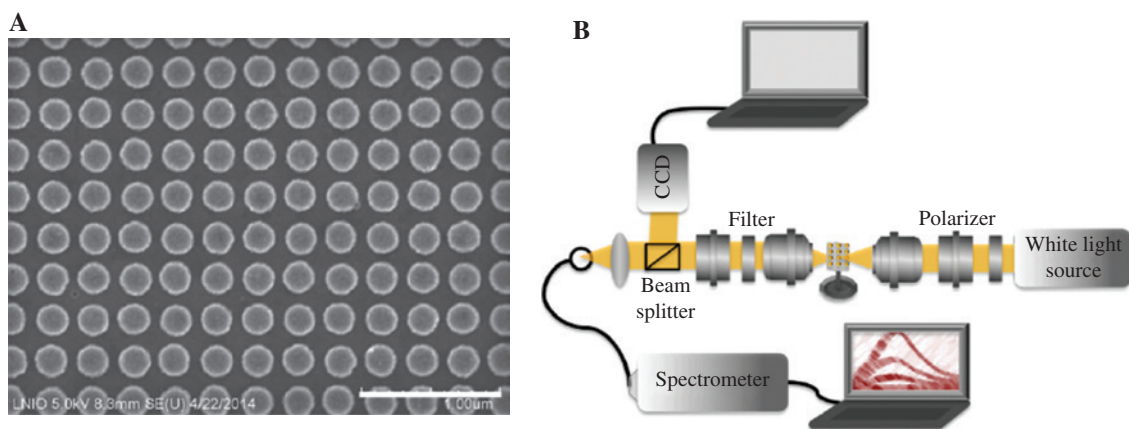 A
LNIO 5.0kV 8.3mm SE(U) 4/22/2014
1.00um
B
CCD
Filter
Polarizer
White light
source
Beam
splitter
Spectrometer